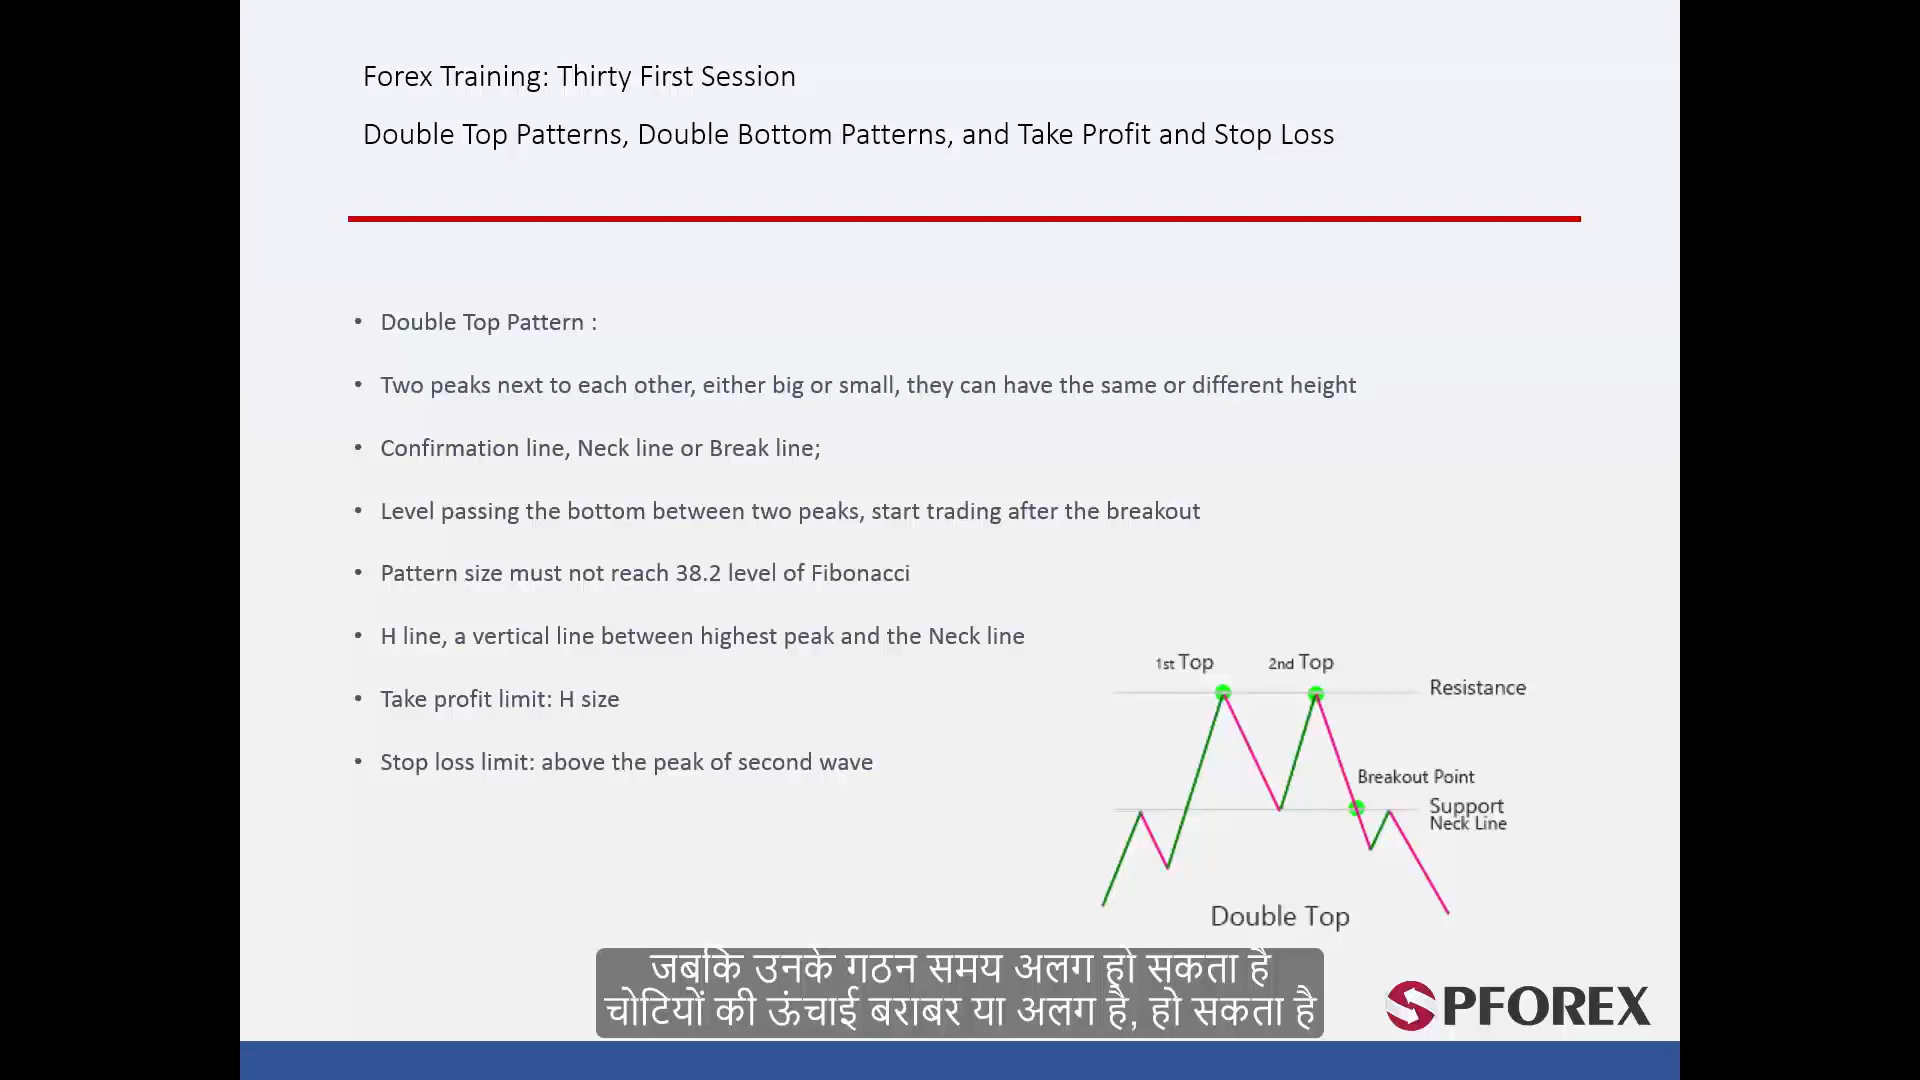 Forex Training: Thirty First Session
Double Top Patterns, Double Bottom Patterns, and Take Profit and Stop Loss
• Double Top Pattern :
• Two peaks next to each other, either big or small, they can have the same or different height
• Confirmation line, Neck line or Break line;
• Level passing the bottom between two peaks, start trading after the breakout
• Pattern size must not reach 38.2 level of Fibonacci
• H line, a vertical line between highest peak and the Neck line
• Take profit limit: H size
• Stop loss limit: above the peak of second wave
1st Top
2nd Top
Resistance
Breakout Point
Support
Neck Line
Double Top
जबकि उनके गठन समय अलग हो सकता है
चोटियों की ऊंचाई बराबर या अलग है, हो सकता है
PFOREX